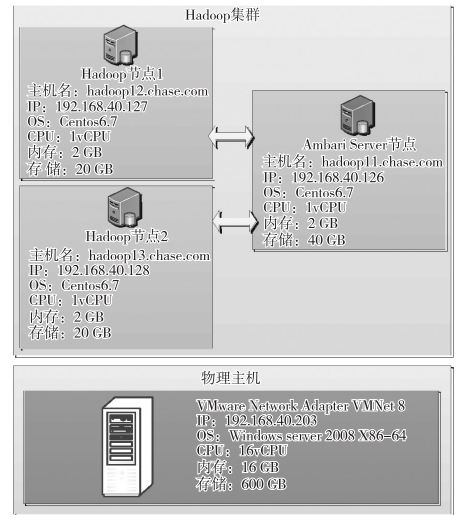 Hadoop集群
Hadoop节点1
主机名：hadoop12.chase.com
IP：192.168.40.127
OS：Centos6.7
CPU：1vCPU
内存：2 GB
存 储：20 GB
Hadoop节点2
主机名：hadoop13.chase.com
IP：192.168.40.128
OS：Centos6.7
CPU：1vCPU
内存：2 GB
存储：20 GB
Ambari Server节点
主机名：hadoop11.chase.com
IP：192.168.40.126
OS：Centos6.7
CPU：1vCPU
内存：2 GB
存储：40 GB
物理主机
VMware Network Adapter VMNet 8
IP：192.168.40.203
OS：Windows server 2008 X86-64
CPU：16vCPU
内存：16 GB
存储：600 GB